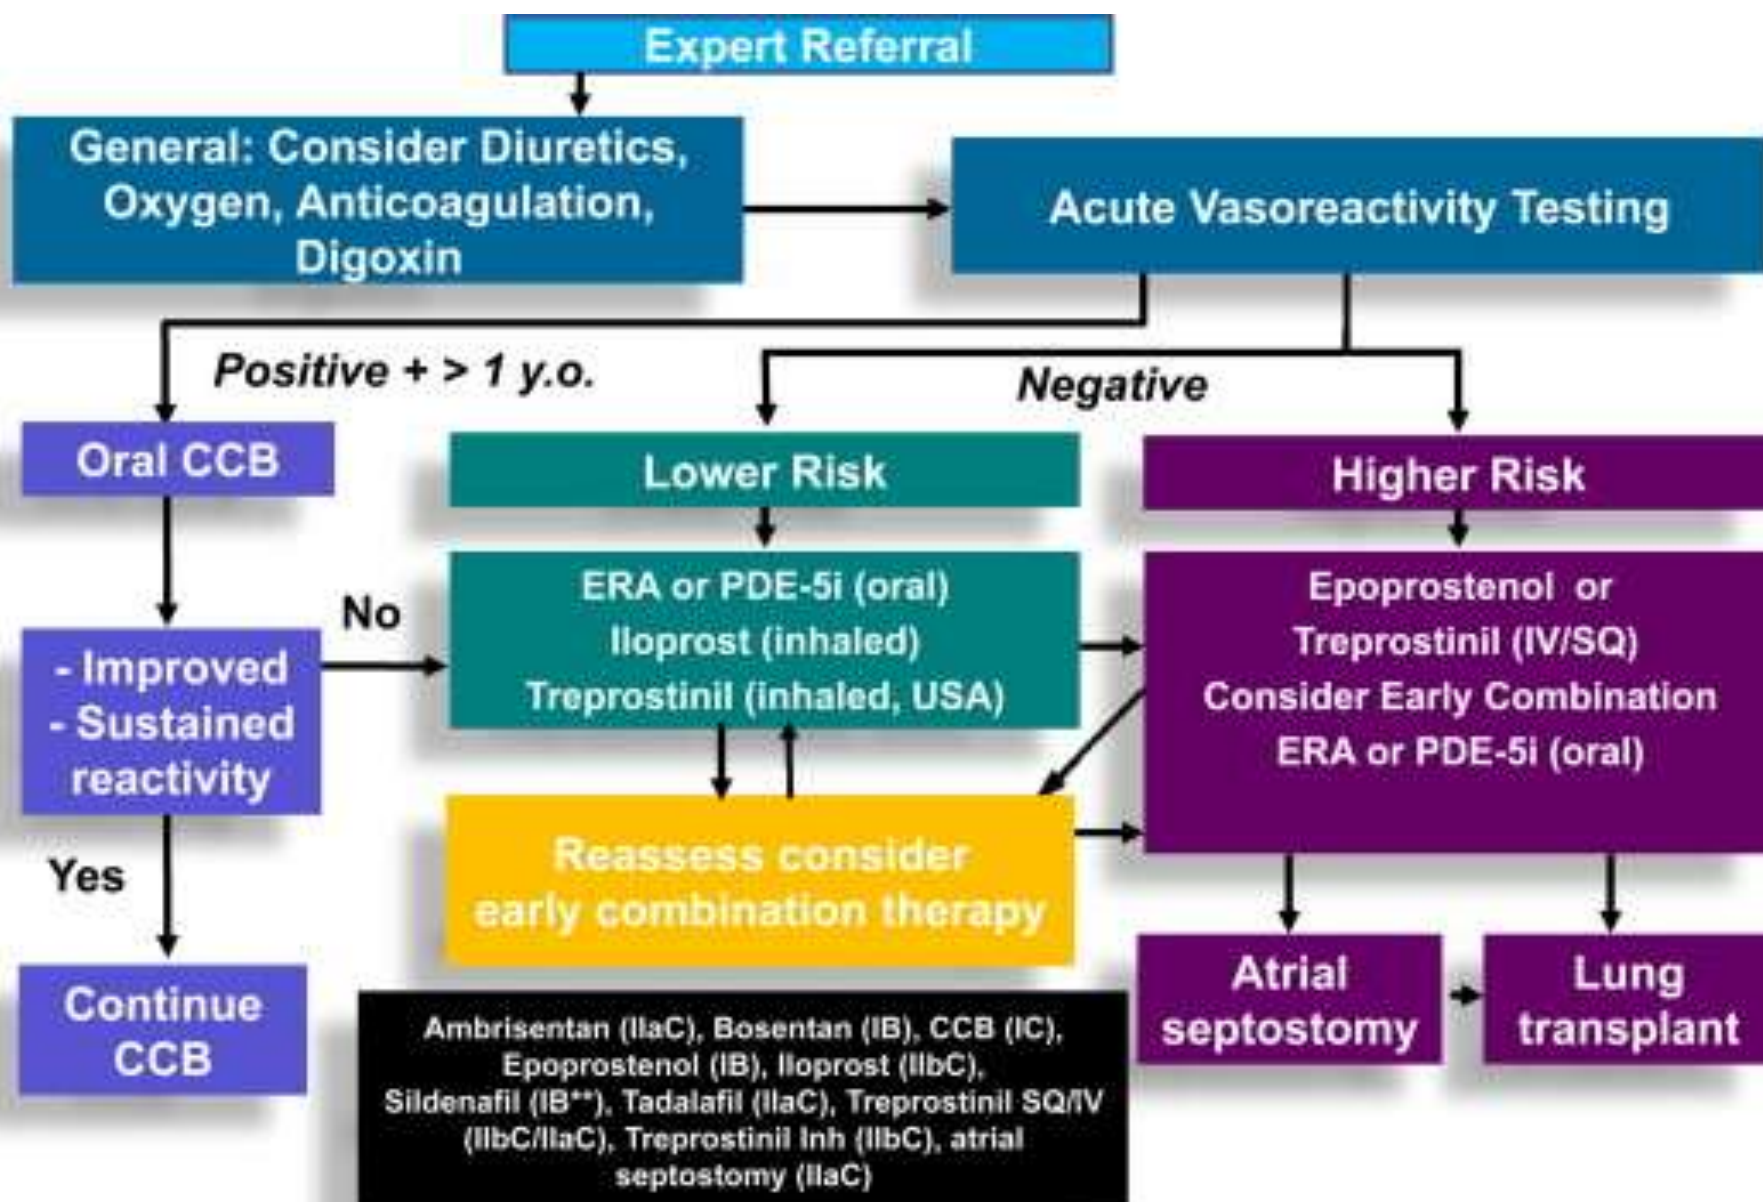 Expert Referral
General: Consider Diuretics,
Oxygen, Anticoagulation,
Digoxin
Acute Vasoreactivity Testing
Positive + > 1 y.o.
Negative
Oral CCB
Lower Risk
Higher Risk
- Improved
- Sustained
reactivity
No
Yes
ERA or PDE-5i (oral)
Iloprost (inhaled)
Treprostinil (inhaled, USA)
Epoprostenol or
Treprostinil (IV/SQ)
Consider Early Combination
ERA or PDE-5i (oral)
Reassess consider
early combination therapy
Continue
CCB
Atrial
septostomy
Lung
transplant
Ambrisentan (IIaC), Bosentan (IB), CCB (IC),
Epoprostenol (IB), Iloprost (IIbC),
Sildenafil (IB**), Tadalafil (IIaC), Treprostinil SQ/IV
(IIbC/IIaC), Treprostinil Inh (IIbC), atrial
septostomy (IIaC)